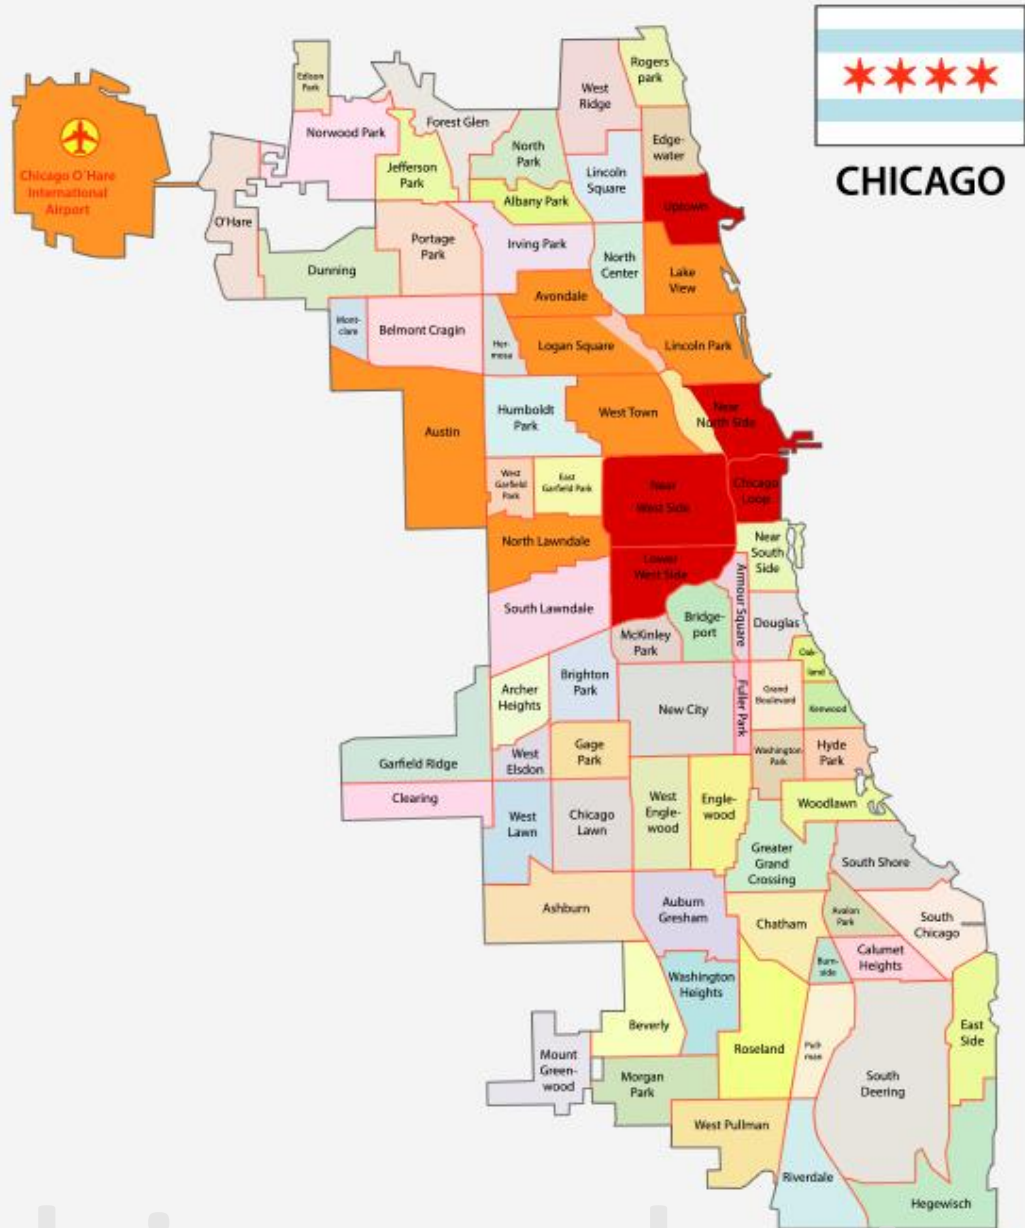 CHICAGO
Chicago O'Hare
International
Airport
Edison
Park
Norwood Park
Forest Glen
Jefferson
Park
North
Park
West
Ridge
Rogers
park
Edge-
water
Lincoln
Square
Albany Park
Uptown
O'Hare
Dunning
Portage
Park
Irving Park
North
Center
Lake
View
Avondale
Mont-
clare
Belmont Cragin
Her-
mosa
Logan Square
Lincoln Park
Austin
Humboldt
Park
West Town
Near
North Side
West
Garfield
Park
East
Garfield Park
Near
West Side
Chicago
Loop
North Lawndale
Lower
West Side
Near
South
Side
Armour Square
South Lawndale
McKinley
Park
Bridge-
port
Douglas
Oak-
land
Archer
Heights
Brighton
Park
New City
Fuller Park
Grand
Boulevard
Kenwood
Garfield Ridge
West
Elsdon
Gage
Park
Washington
Park
Hyde
Park
Clearing
West
Lawn
Chicago
Lawn
West
Engle-
wood
Engle-
wood
Woodlawn
Greater
Grand
Crossing
South Shore
Ashburn
Auburn
Gresham
Chatham
Avalon
Park
South
Chicago
Burn-
side
Calumet
Heights
Washington
Heights
Beverly
Roseland
Pull-
man
East
Side
Mount
Green-
wood
Morgan
Park
South
Deering
West Pullman
Riverdale
Hegewisch